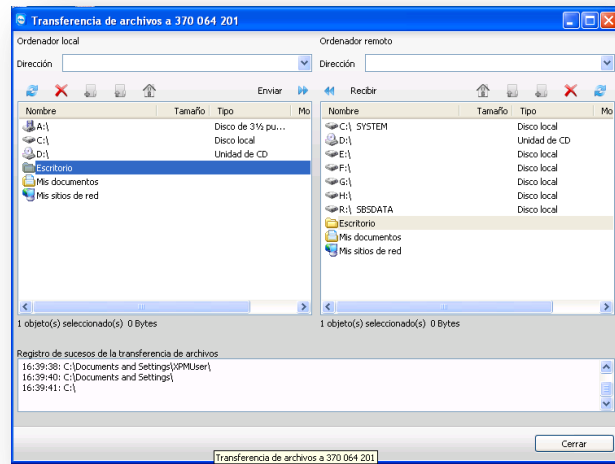 Transferencia de archivos a 370 064 201
Ordenador local
Ordenador remoto
Dirección
Dirección
Enviar
Recibir
Nombre Tamaño Tipo Mo
A:\ Disco de 3½ pu...
C:\ Disco local
D:\ Unidad de CD
Escritorio
Mis documentos
Mis sitios de red
Nombre Tamaño Tipo Mo
C:\ SYSTEM Disco local
D:\ Unidad de CD
E:\ Disco local
F:\ Disco local
G:\ Disco local
H:\ Disco local
R:\ SBSDATA Disco local
Escritorio
Mis documentos
Mis sitios de red
1 objeto(s) seleccionado(s) 0 Bytes
1 objeto(s) seleccionado(s) 0 Bytes
Registro de sucesos de la transferencia de archivos
16:39:38: C:\Documents and Settings\XPMUser\
16:39:40: C:\Documents and Settings\
16:39:41: C:\
Cerrar
Transferencia de archivos a 370 064 201